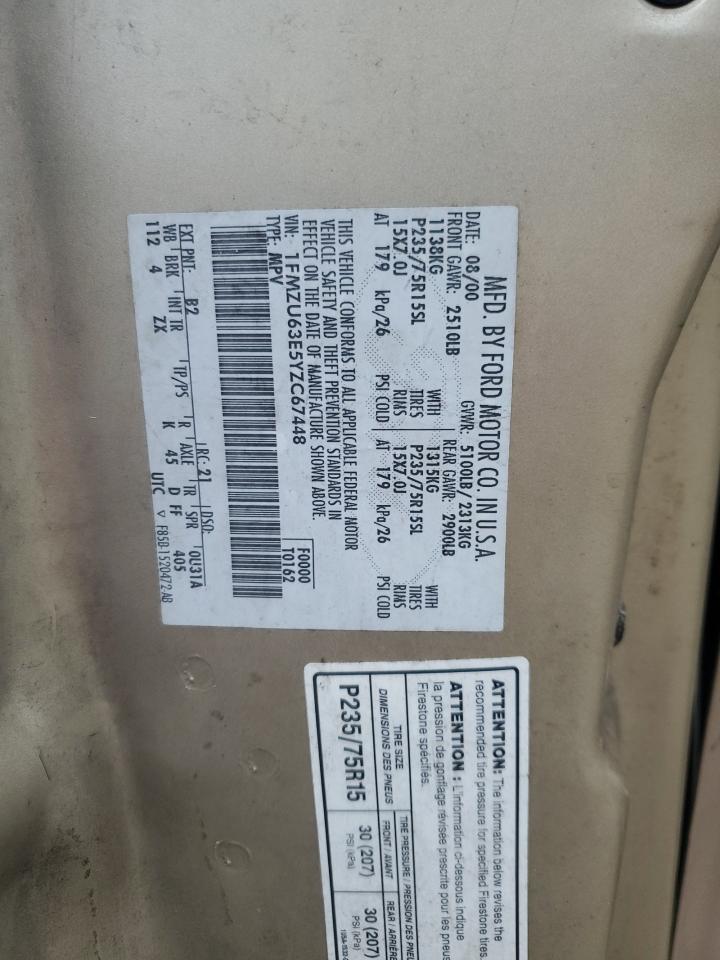 MFD. BY FORD MOTOR CO. IN U.S.A.
DATE: 08/00 GVWR: 5100LB/ 2313KG
FRONT GAWR: 2510LB REAR GAWR: 2900LB
1138KG WITH 1315KG WITH
P235/75R15SL TIRES P235/75R15SL TIRES
15X7.0J RIMS 15X7.0J RIMS
AT 179 kPa/26 PSI COLD AT 179 kPa/26 PSI COLD
THIS VEHICLE CONFORMS TO ALL APPLICABLE FEDERAL MOTOR
VEHICLE SAFETY AND THEFT PREVENTION STANDARDS IN
EFFECT ON THE DATE OF MANUFACTURE SHOWN ABOVE.
VIN: 1FMZU63E5YZC67448 F0000
TYPE: MPV T0162
EXT PNT: B2 RC: 21 DSO:
WB BRK INT TR TP/PS R AXLE TR SPR 0U31A
112 4 ZX K 45 D FF 405
UTC ▽ F85B-1520472-AB
ATTENTION: The information below revises the
recommended tire pressure for specified Firestone tires.
ATTENTION : L'information ci-dessous indique
la pression de gonflage révisée prescrite pour les pneus
Firestone spécifiés.
TIRE SIZE TIRE PRESSURE / PRESSION DES PNEUS
DIMENSIONS DES PNEUS FRONT / AVANT REAR / ARRIÈRE
P235/75R15 30 (207) 30 (207)
PSI (kPa) PSI (kPa)